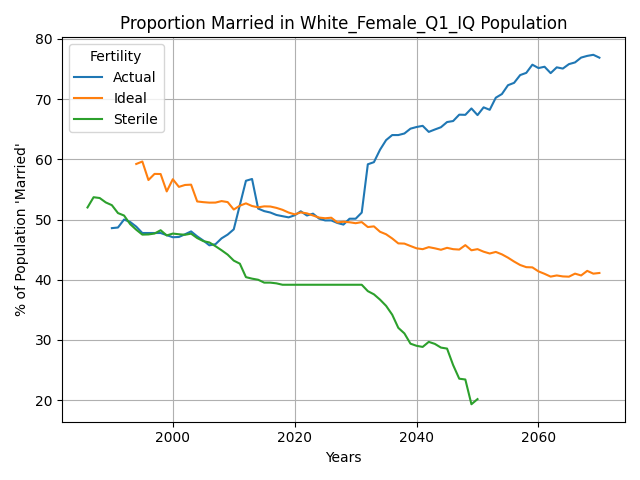 Proportion Married in White_Female_Q1_IQ Population
Fertility
Actual
Ideal
Sterile
80
70
60
50
40
30
20
% of Population 'Married'
2000 2020 2040 2060
Years